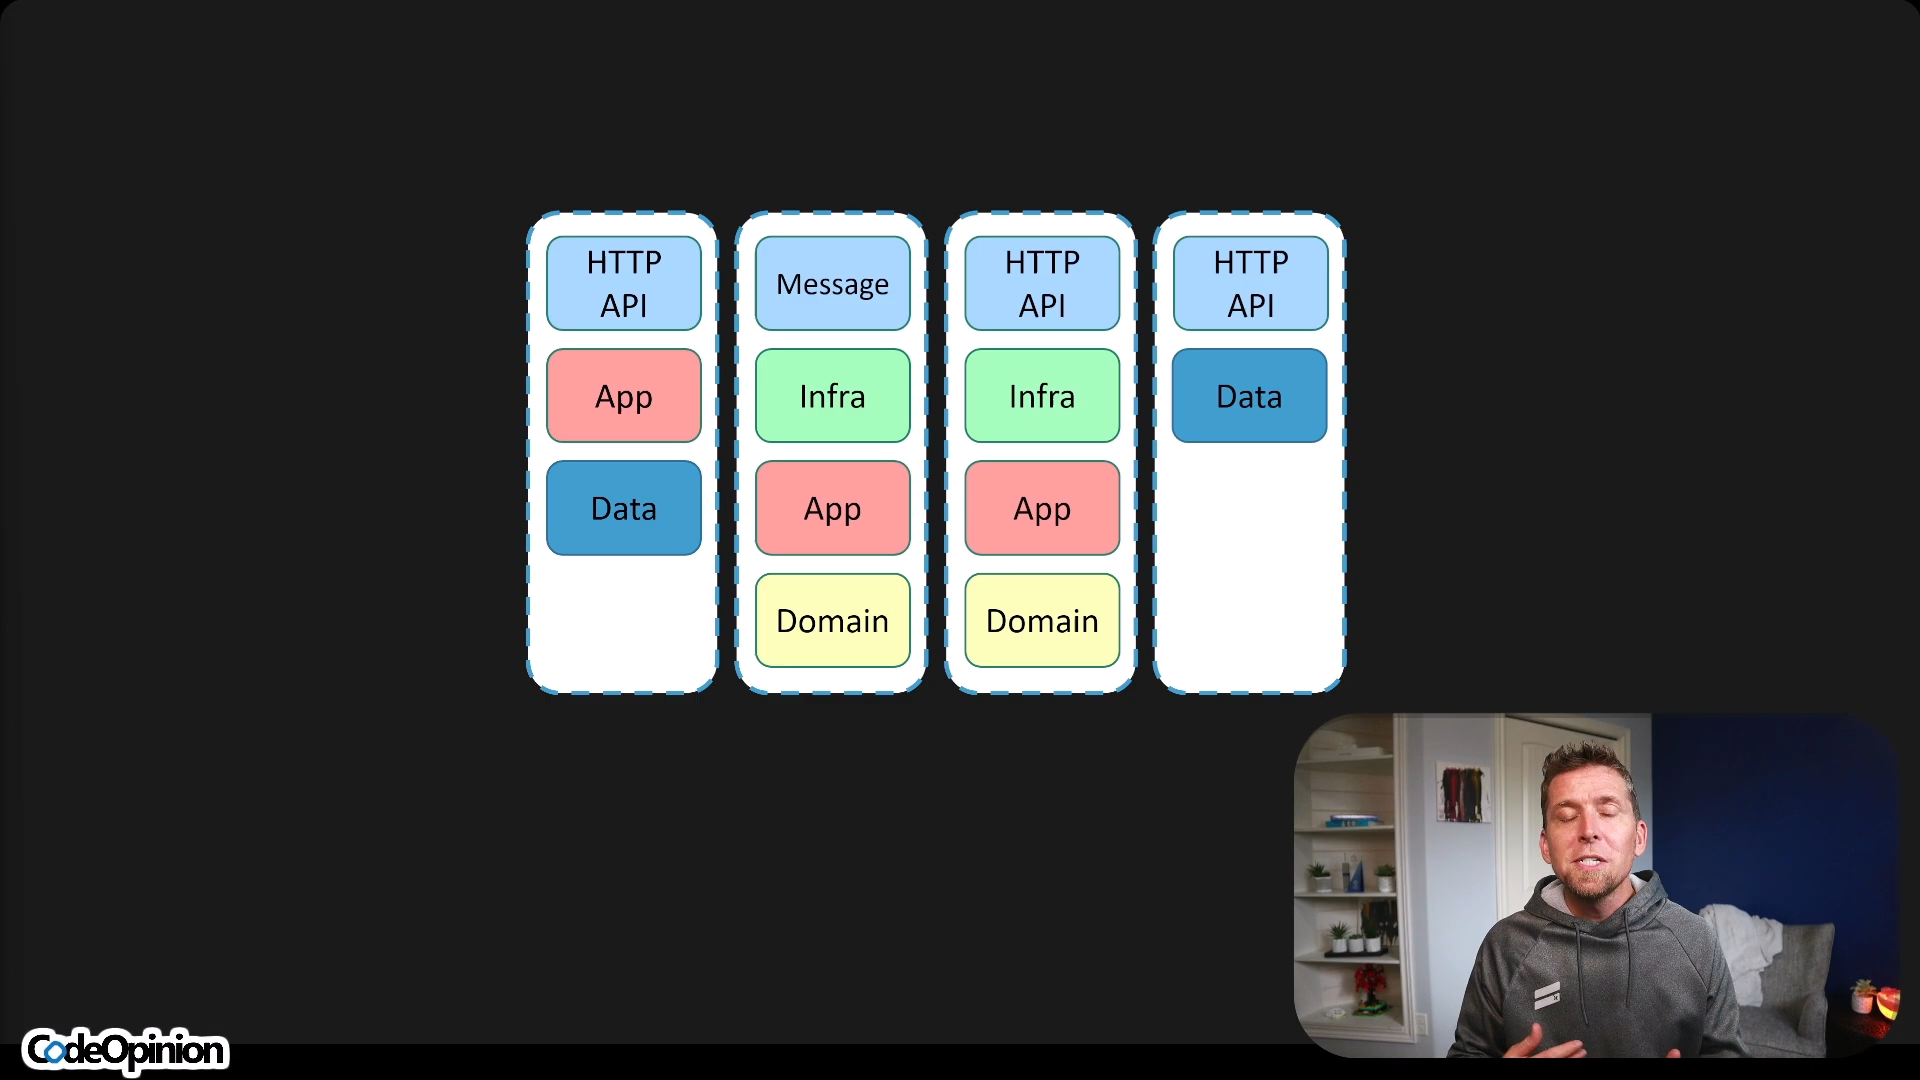 HTTP
API
Message
HTTP
API
HTTP
API
App
Infra
Infra
Data
Data
App
App
Domain
Domain
CodeOpinion